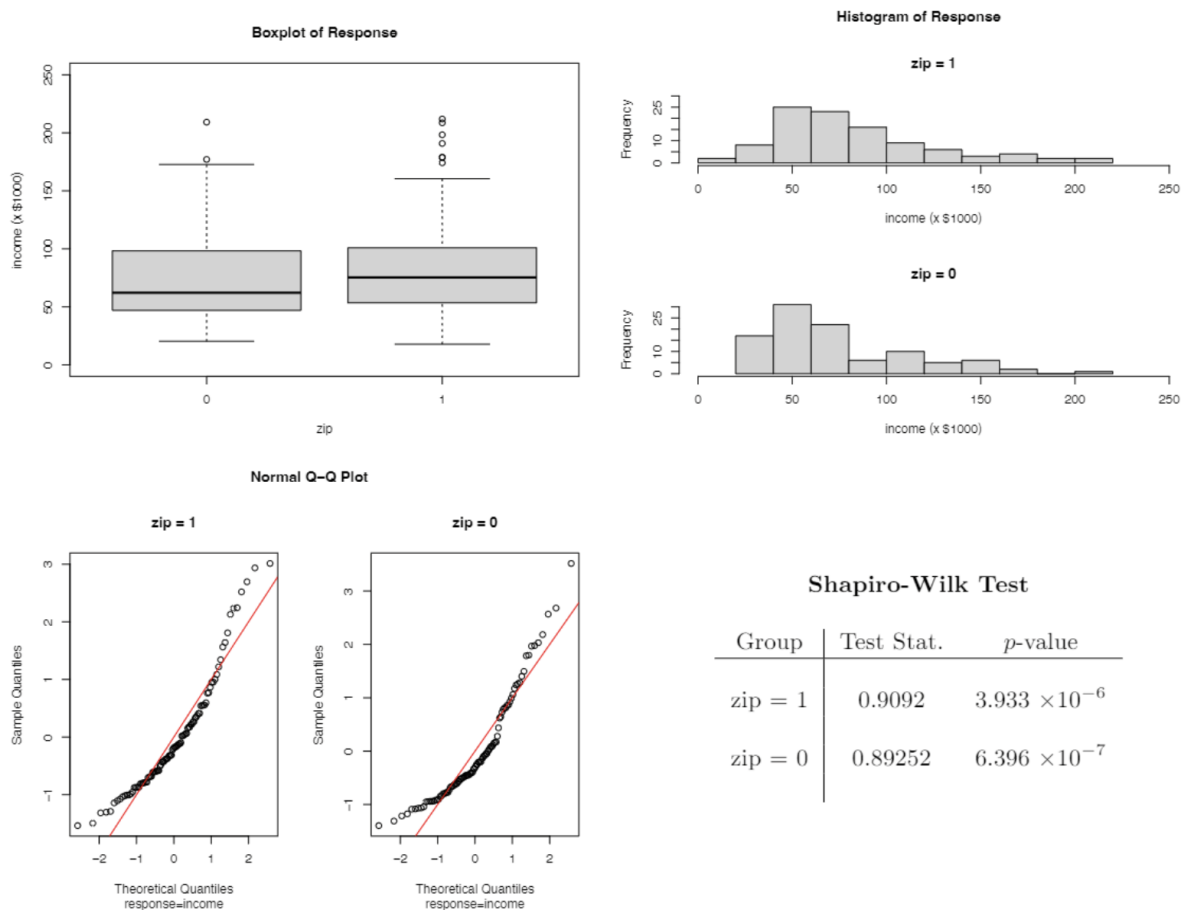 Boxplot of Response
income (x $1000)
250
200
150
100
50
0
0 1
zip
Histogram of Response
zip = 1
Frequency
25
10
0
0 50 100 150 200 250
income (x $1000)
zip = 0
Frequency
25
10
0
0 50 100 150 200 250
income (x $1000)
Normal Q−Q Plot
zip = 1
Sample Quantiles
3
2
1
0
−1
−2 −1 0 1 2
Theoretical Quantiles
response=income
zip = 0
Sample Quantiles
3
2
1
0
−1
−2 −1 0 1 2
Theoretical Quantiles
response=income
Shapiro-Wilk Test
Group Test Stat. p-value
zip = 1 0.9092 3.933 ×10−6
zip = 0 0.89252 6.396 ×10−7